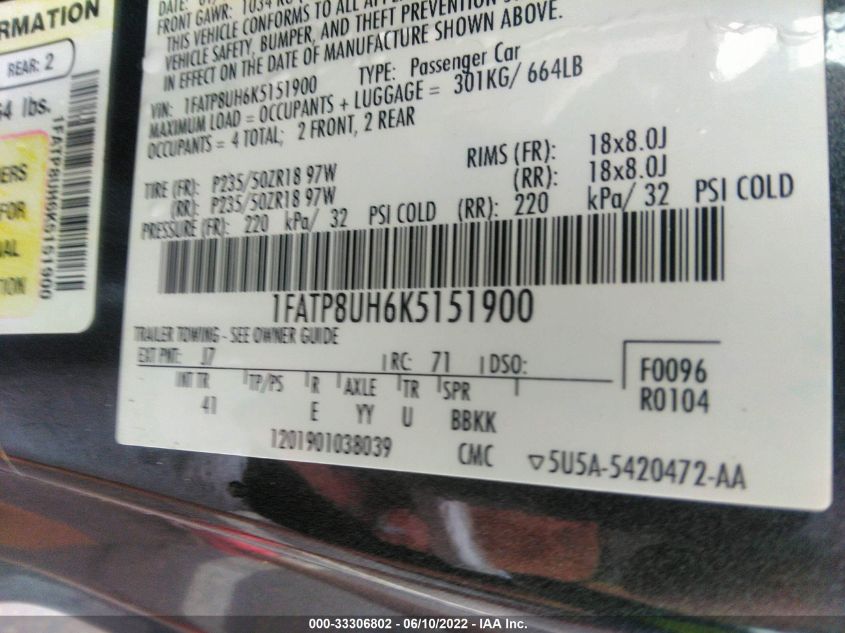 RMATION
REAR: 2
lbs.
ERS
FOR
TION
1FATP8UH6K5151900
FRONT GAWR: 1034 KG
THIS VEHICLE CONFORMS TO ALL
VEHICLE SAFETY, BUMPER, AND THEFT PREVENTION
IN EFFECT ON THE DATE OF MANUFACTURE SHOWN ABOVE.
VIN: 1FATP8UH6K5151900 TYPE: Passenger Car
MAXIMUM LOAD = OCCUPANTS + LUGGAGE = 301KG/ 664LB
OCCUPANTS = 4 TOTAL; 2 FRONT, 2 REAR
TIRE (FR): P235/50ZR18 97W RIMS (FR): 18x8.0J
(RR): P235/50ZR18 97W (RR): 18x8.0J
PRESSURE (FR): 220 kPa/ 32 PSI COLD (RR): 220 kPa/ 32 PSI COLD
1FATP8UH6K5151900
TRAILER TOWING - SEE OWNER GUIDE
EXT PNT: J7 RC: 71 DSO:
F0096
R0104
INT TR TP/PS R AXLE TR SPR
41 E YY U BBKK
1201901038039 CMC ▽5U5A-5420472-AA
000-33306802 - 06/10/2022 - IAA Inc.